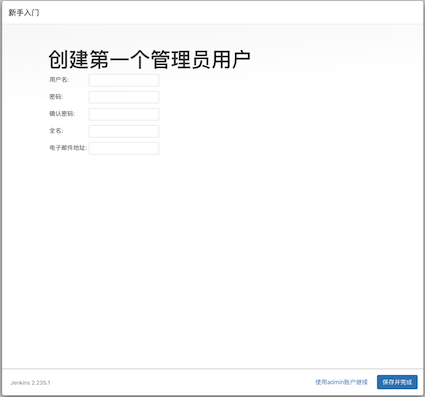 新手入门
创建第一个管理员用户
用户名:
密码:
确认密码:
全名:
电子邮件地址:
Jenkins 2.235.1
使用admin账户继续
保存并完成